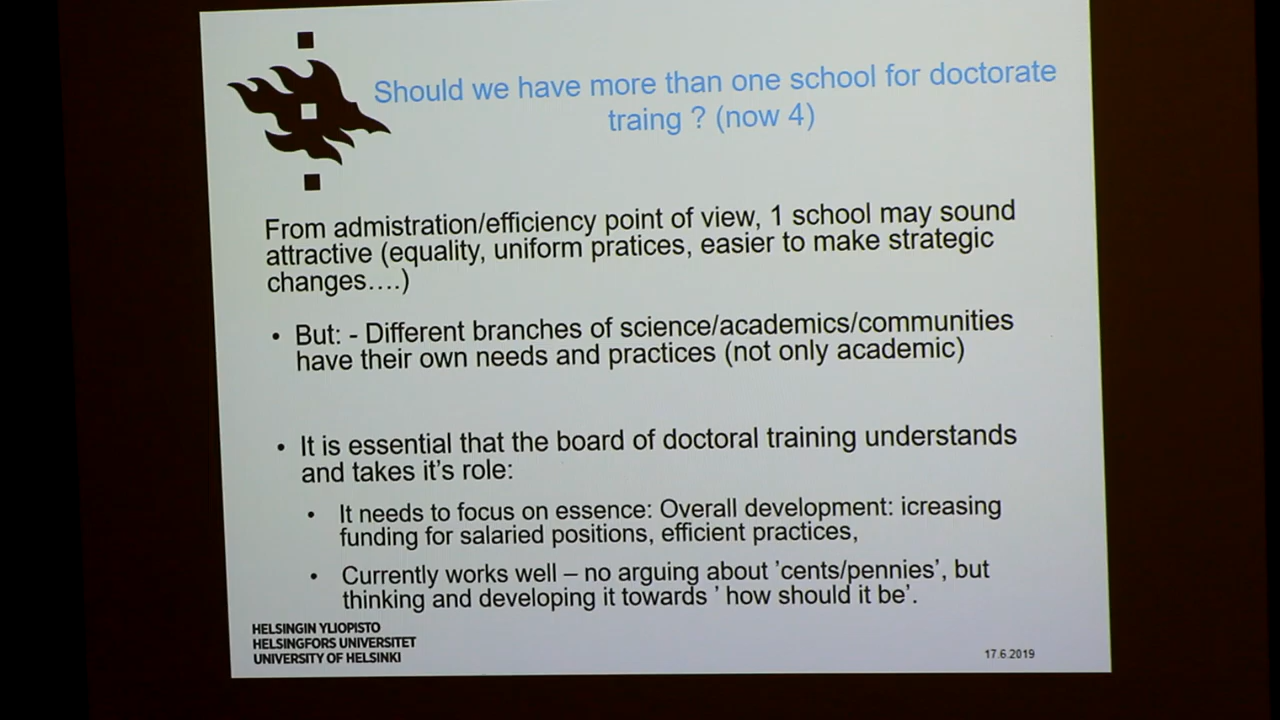 Should we have more than one school for doctorate
traing ? (now 4)
From admistration/efficiency point of view, 1 school may sound
attractive (equality, uniform pratices, easier to make strategic
changes….)
• But: - Different branches of science/academics/communities
have their own needs and practices (not only academic)
• It is essential that the board of doctoral training understands
and takes it's role:
• It needs to focus on essence: Overall development: icreasing
funding for salaried positions, efficient practices,
• Currently works well – no arguing about 'cents/pennies', but
thinking and developing it towards ' how should it be'.
HELSINGIN YLIOPISTO
HELSINGFORS UNIVERSITET
UNIVERSITY OF HELSINKI
17.6.2019